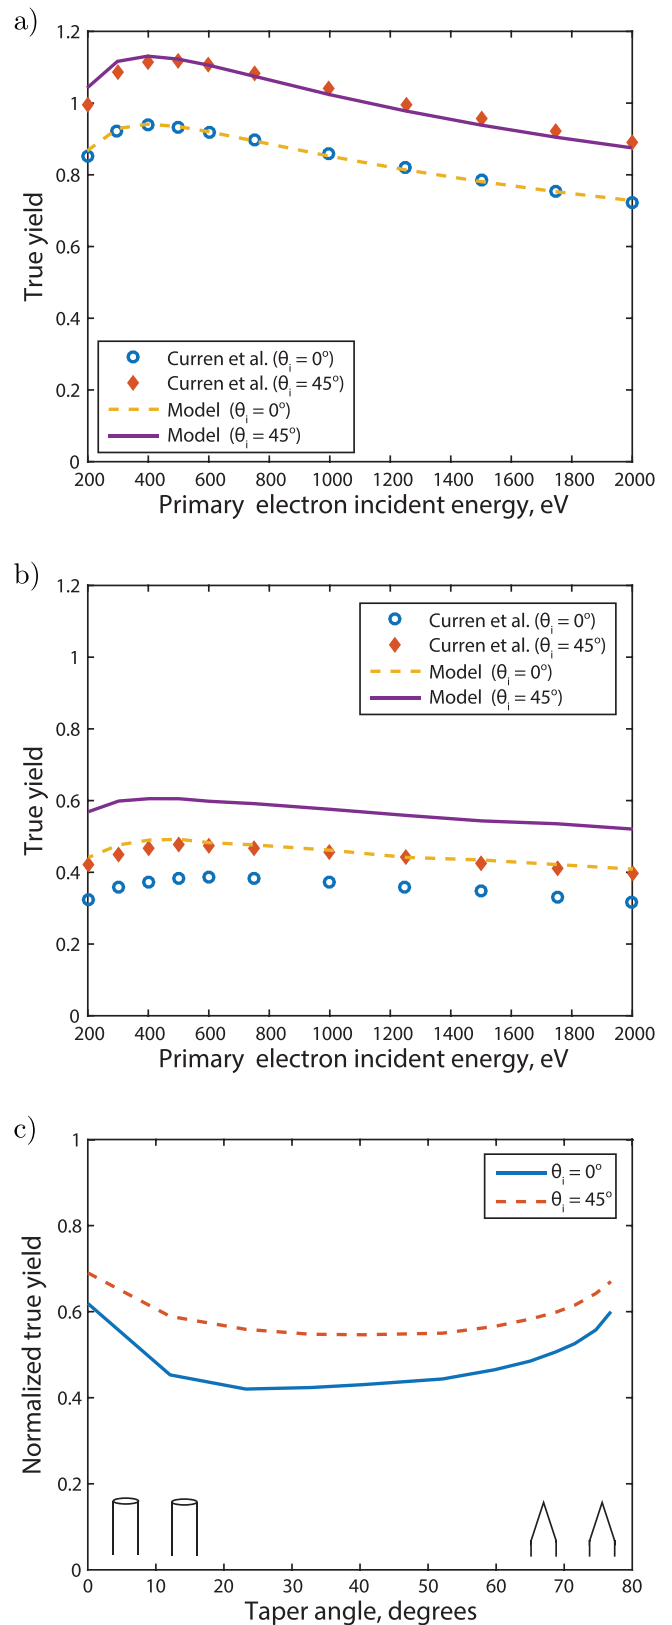 a)
1.2
1
0.8
0.6
0.4
0.2
0
True yield
Curren et al. (θi = 0°)
Curren et al. (θi = 45°)
Model (θi = 0°)
Model (θi = 45°)
200 400 600 800 1000 1200 1400 1600 1800 2000
Primary electron incident energy, eV
b)
1.2
1
0.8
0.6
0.4
0.2
0
True yield
Curren et al. (θi = 0°)
Curren et al. (θi = 45°)
Model (θi = 0°)
Model (θi = 45°)
200 400 600 800 1000 1200 1400 1600 1800 2000
Primary electron incident energy, eV
c)
1
0.8
0.6
0.4
0.2
0
Normalized true yield
θi = 0°
θi = 45°
0 10 20 30 40 50 60 70 80
Taper angle, degrees